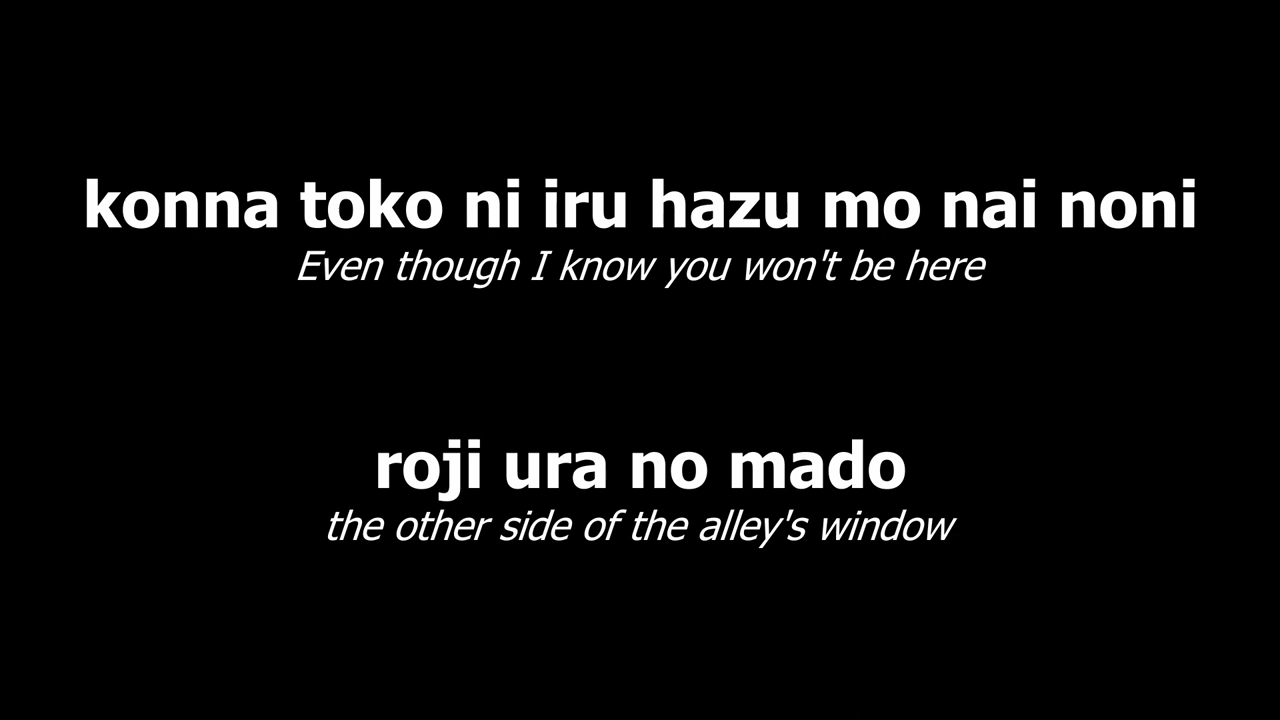 konna toko ni iru hazu mo nai noni
Even though I know you won't be here
roji ura no mado
the other side of the alley's window